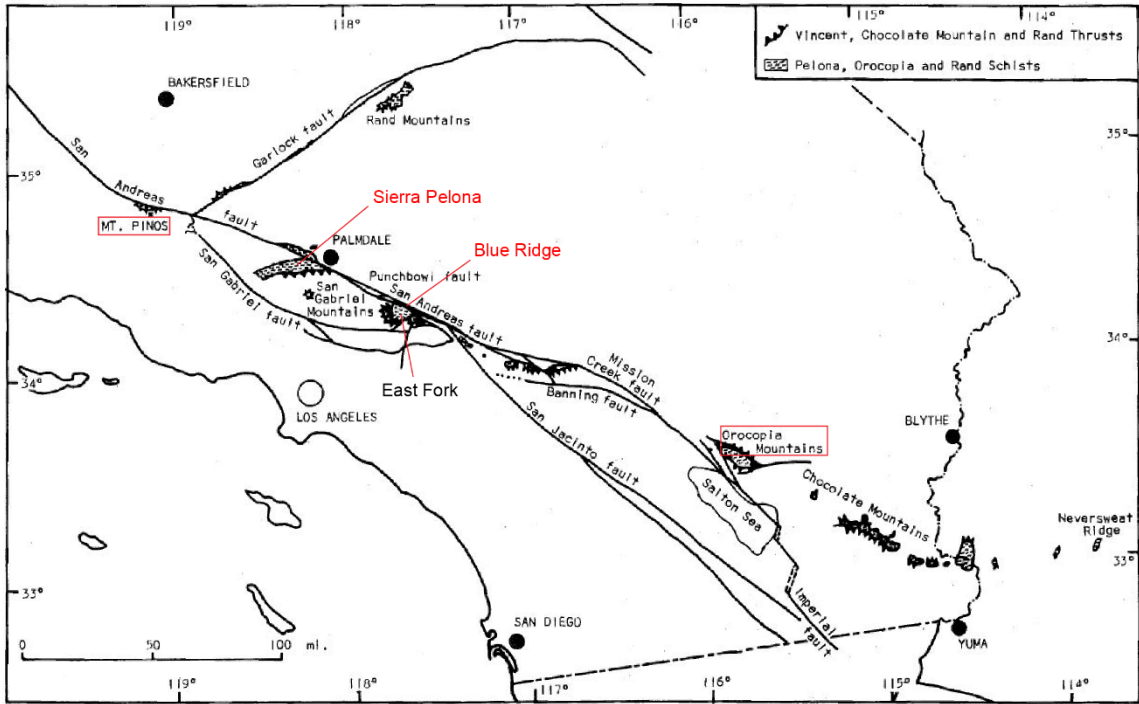 119°
118°
117°
116°
115°
114°
Vincent, Chocolate Mountain and Rand Thrusts
Pelona, Orocopia and Rand Schists
BAKERSFIELD
Rand Mountains
Garlock fault
35°
35°
San
Andreas
fault
MT. PINOS
Sierra Pelona
PALMDALE
Blue Ridge
Punchbowl fault
San Andreas fault
San Gabriel fault
San
Gabriel
Mountains
East Fork
34°
34°
Mission
Creek fault
Banning fault
LOS ANGELES
San Jacinto fault
Orocopia
Mountains
BLYTHE
Salton Sea
Chocolate Mountains
Neversweat
Ridge
33°
33°
Imperial
fault
SAN DIEGO
YUMA
0 50 100 mi.
119°
118°
117°
116°
115°
114°